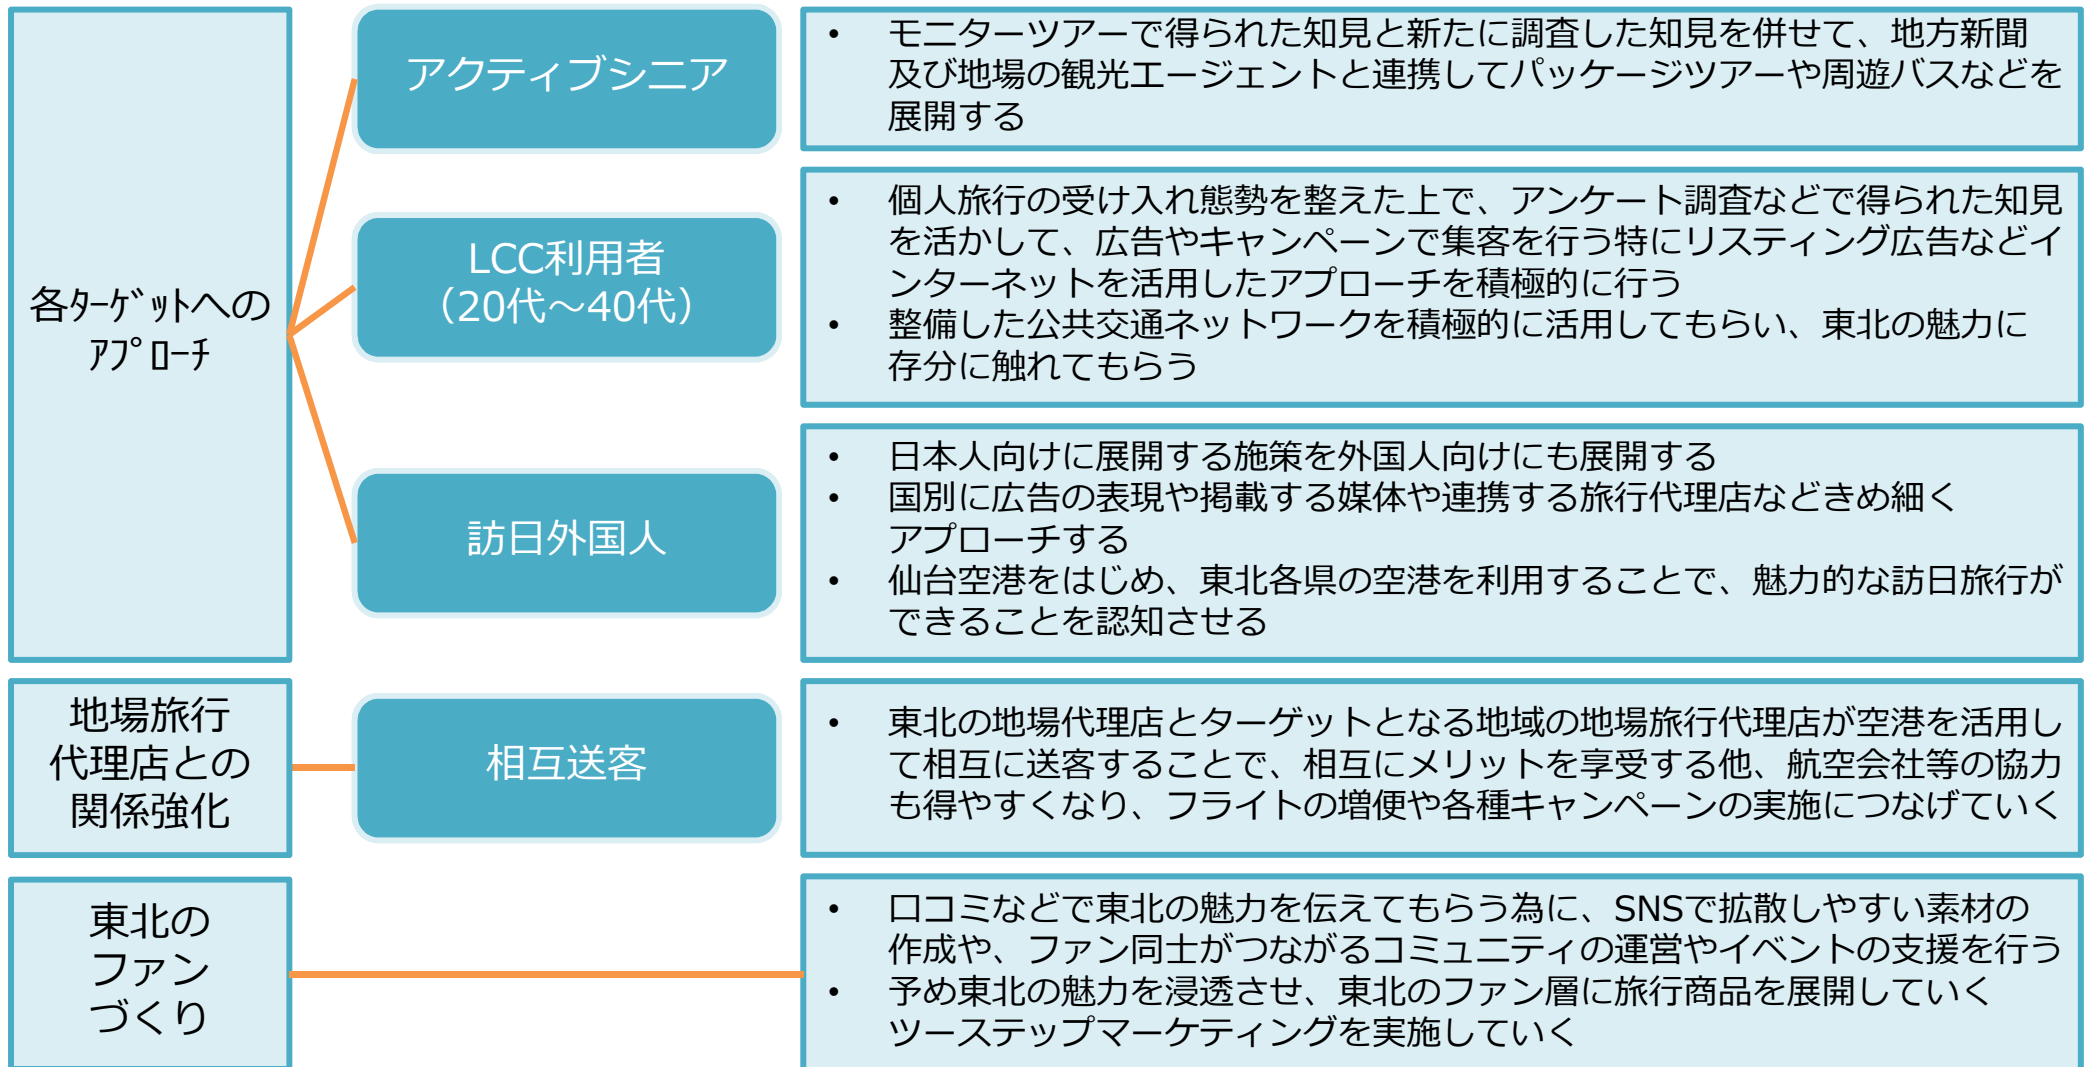 各ﾀｰｹﾞｯﾄへの
ｱﾌﾟﾛｰﾁ
アクティブシニア
• モニターツアーで得られた知見と新たに調査した知見を併せて、地方新聞
及び地場の観光エージェントと連携してパッケージツアーや周遊バスなどを
展開する
LCC利用者
（20代～40代）
• 個人旅行の受け入れ態勢を整えた上で、アンケート調査などで得られた知見
を活かして、広告やキャンペーンで集客を行う特にリスティング広告などイ
ンターネットを活用したアプローチを積極的に行う
• 整備した公共交通ネットワークを積極的に活用してもらい、東北の魅力に
存分に触れてもらう
訪日外国人
• 日本人向けに展開する施策を外国人向けにも展開する
• 国別に広告の表現や掲載する媒体や連携する旅行代理店などきめ細く
アプローチする
• 仙台空港をはじめ、東北各県の空港を利用することで、魅力的な訪日旅行が
できることを認知させる
地場旅行
代理店との
関係強化
相互送客
• 東北の地場代理店とターゲットとなる地域の地場旅行代理店が空港を活用し
て相互に送客することで、相互にメリットを享受する他、航空会社等の協力
も得やすくなり、フライトの増便や各種キャンペーンの実施につなげていく
東北の
ファン
づくり
• 口コミなどで東北の魅力を伝えてもらう為に、SNSで拡散しやすい素材の
作成や、ファン同士がつながるコミュニティの運営やイベントの支援を行う
• 予め東北の魅力を浸透させ、東北のファン層に旅行商品を展開していく
ツーステップマーケティングを実施していく